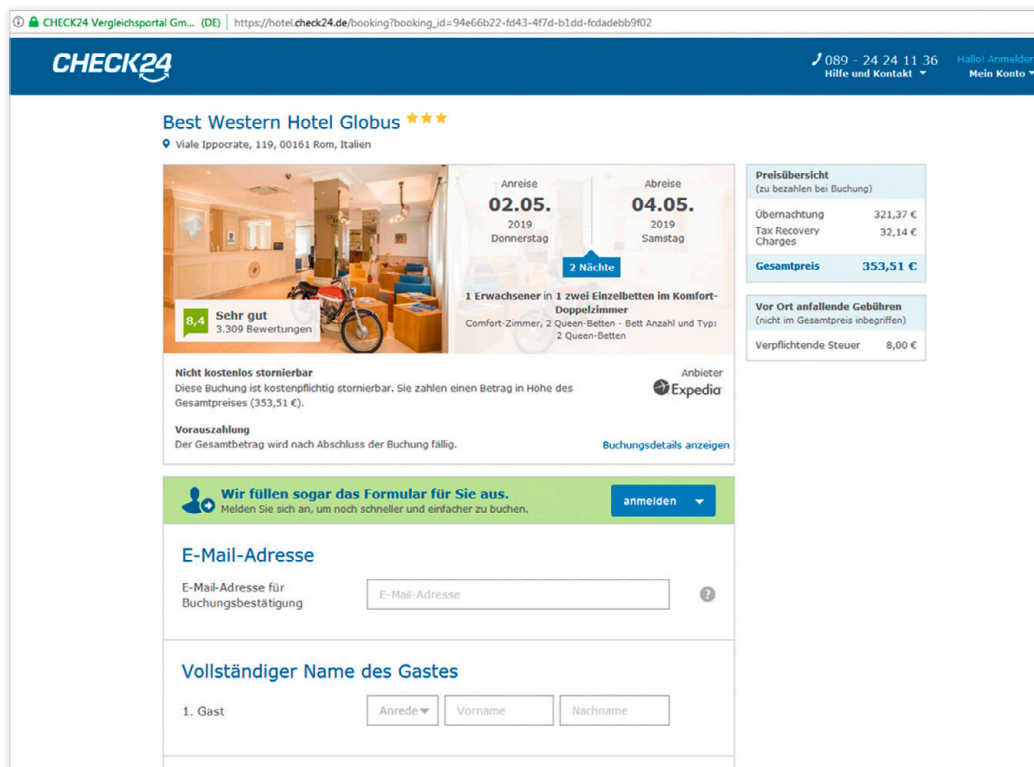 CHECK24 Vergleichsportal Gm... (DE) https://hotel.check24.de/booking?booking_id=94e66b22-fd43-4f7d-b1dd-fcdadebb9f02
CHECK24
089 - 24 24 11 36
Hilfe und Kontakt
Hallo! Anmelden
Mein Konto
Best Western Hotel Globus
Viale Ippocrate, 119, 00161 Rom, Italien
8,4
Sehr gut
3.309 Bewertungen
Anreise
02.05.
2019
Donnerstag
Abreise
04.05.
2019
Samstag
2 Nächte
1 Erwachsener in 1 zwei Einzelbetten im Komfort-
Doppelzimmer
Comfort-Zimmer, 2 Queen-Betten - Bett Anzahl und Typ:
2 Queen-Betten
Preisübersicht
(zu bezahlen bei Buchung)
Übernachtung 321,37 €
Tax Recovery 32,14 €
Charges
Gesamtpreis 353,51 €
Vor Ort anfallende Gebühren
(nicht im Gesamtpreis inbegriffen)
Verpflichtende Steuer 8,00 €
Nicht kostenlos stornierbar
Diese Buchung ist kostenpflichtig stornierbar. Sie zahlen einen Betrag in Höhe des
Gesamtpreises (353,51 €).
Anbieter
Expedia
Vorauszahlung
Der Gesamtbetrag wird nach Abschluss der Buchung fällig.
Buchungsdetails anzeigen
Wir füllen sogar das Formular für Sie aus.
Melden Sie sich an, um noch schneller und einfacher zu buchen.
anmelden
E-Mail-Adresse
E-Mail-Adresse für
Buchungsbestätigung
E-Mail-Adresse
?
Vollständiger Name des Gastes
1. Gast
Anrede
Vorname
Nachname